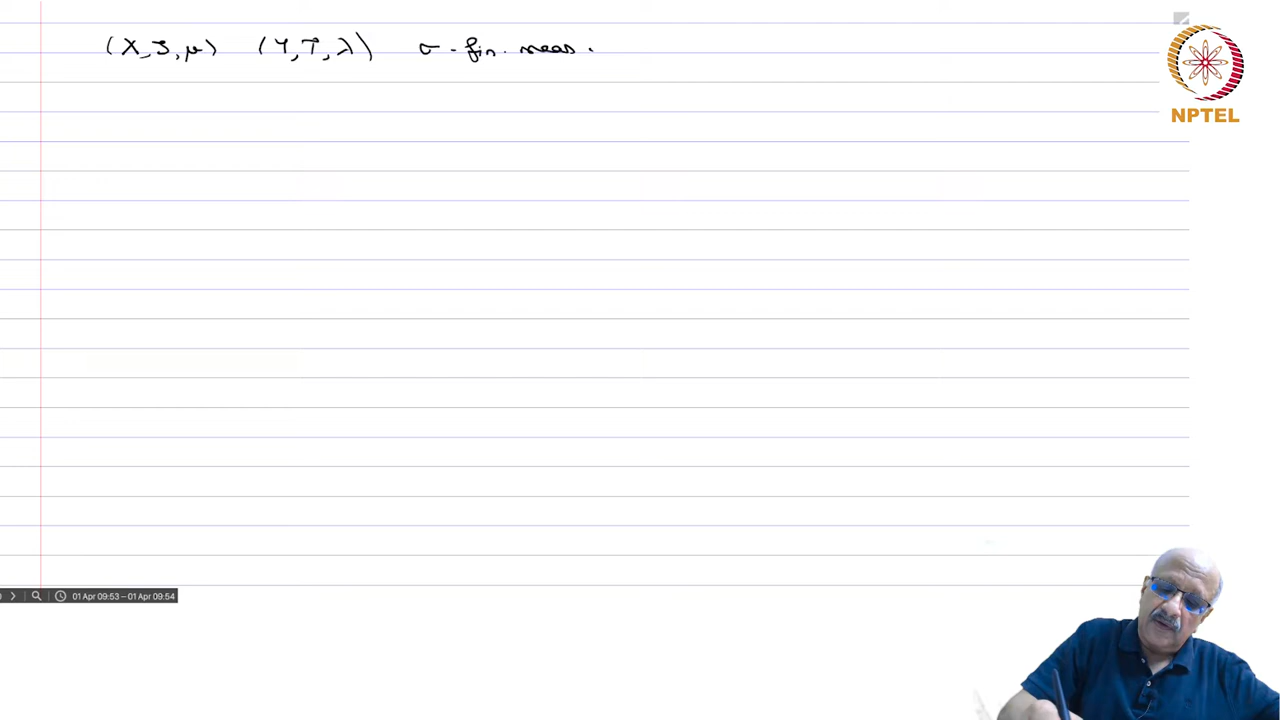 (X, S, μ) (Y, T, λ) σ-fin. meas.
NPTEL
01 Apr 09:53 – 01 Apr 09:54